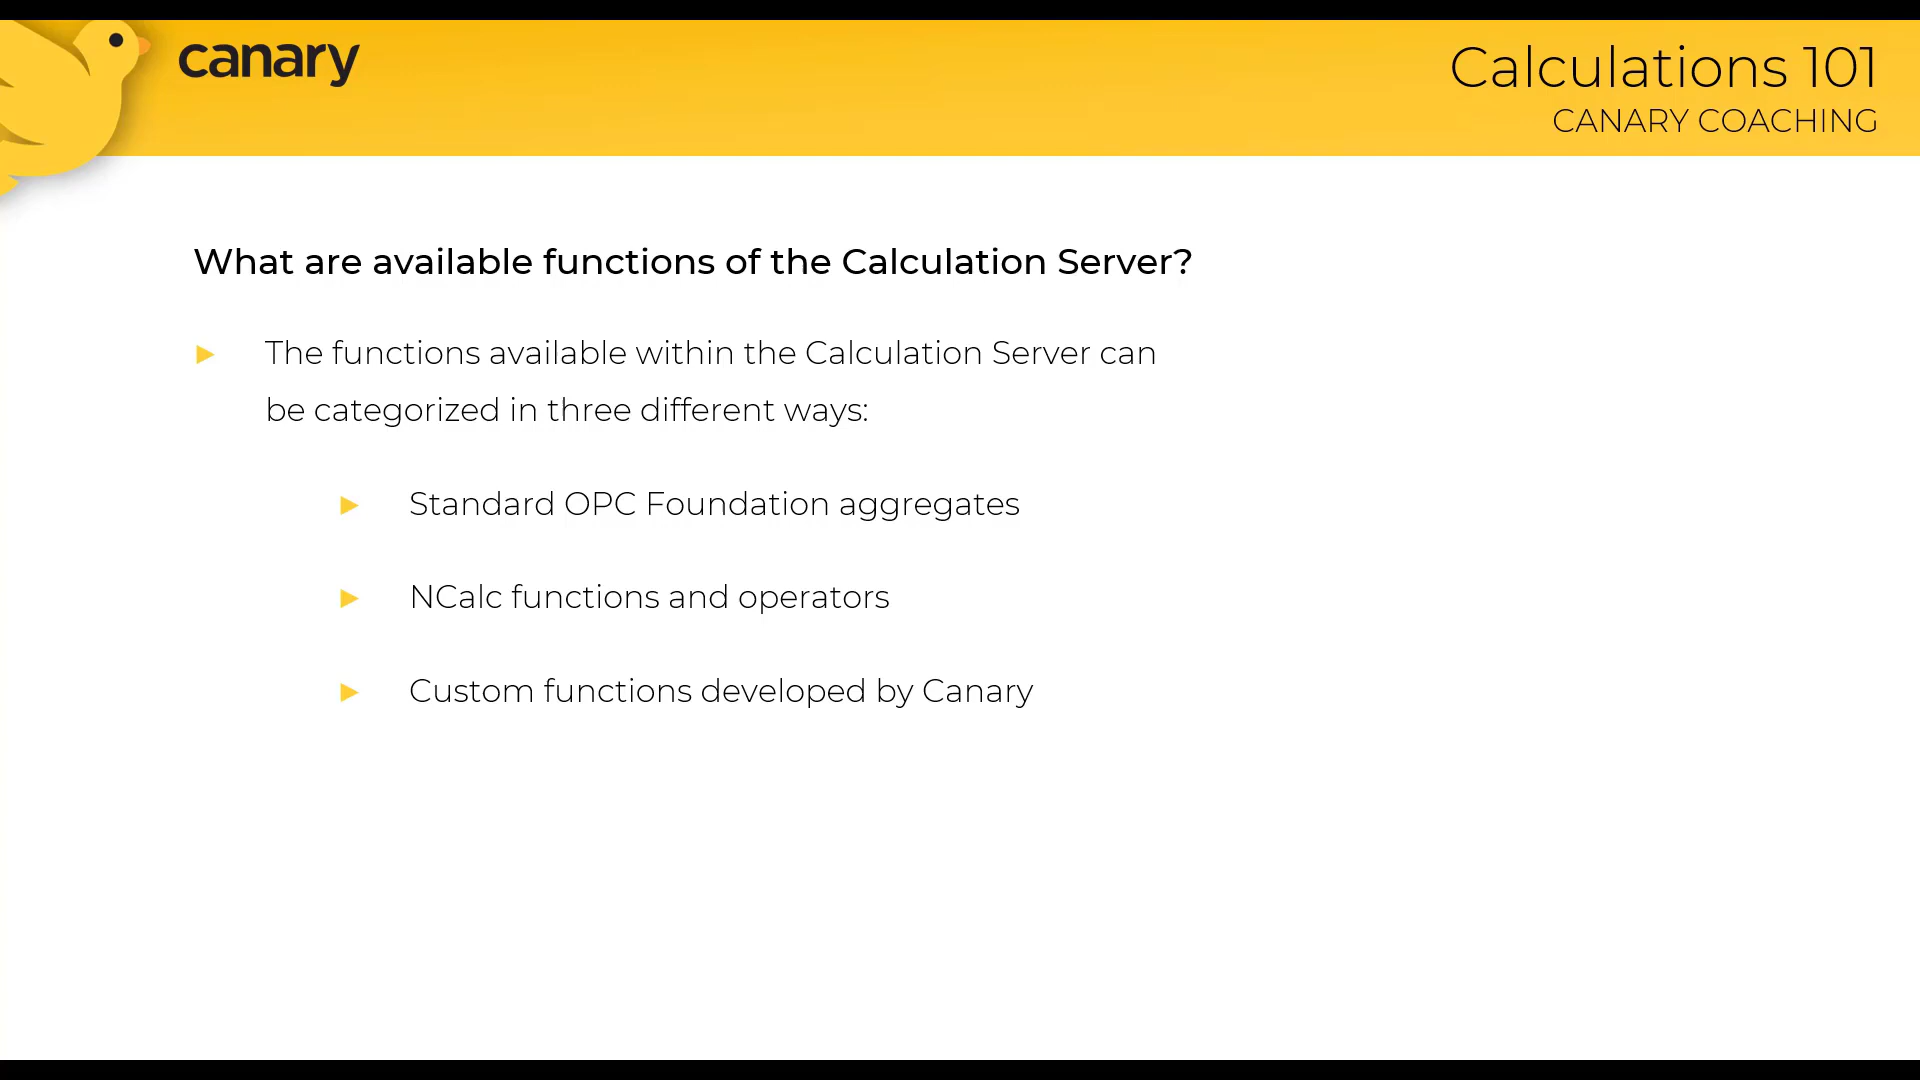 canary
Calculations 101
CANARY COACHING
What are available functions of the Calculation Server?
The functions available within the Calculation Server can
be categorized in three different ways:
Standard OPC Foundation aggregates
NCalc functions and operators
Custom functions developed by Canary